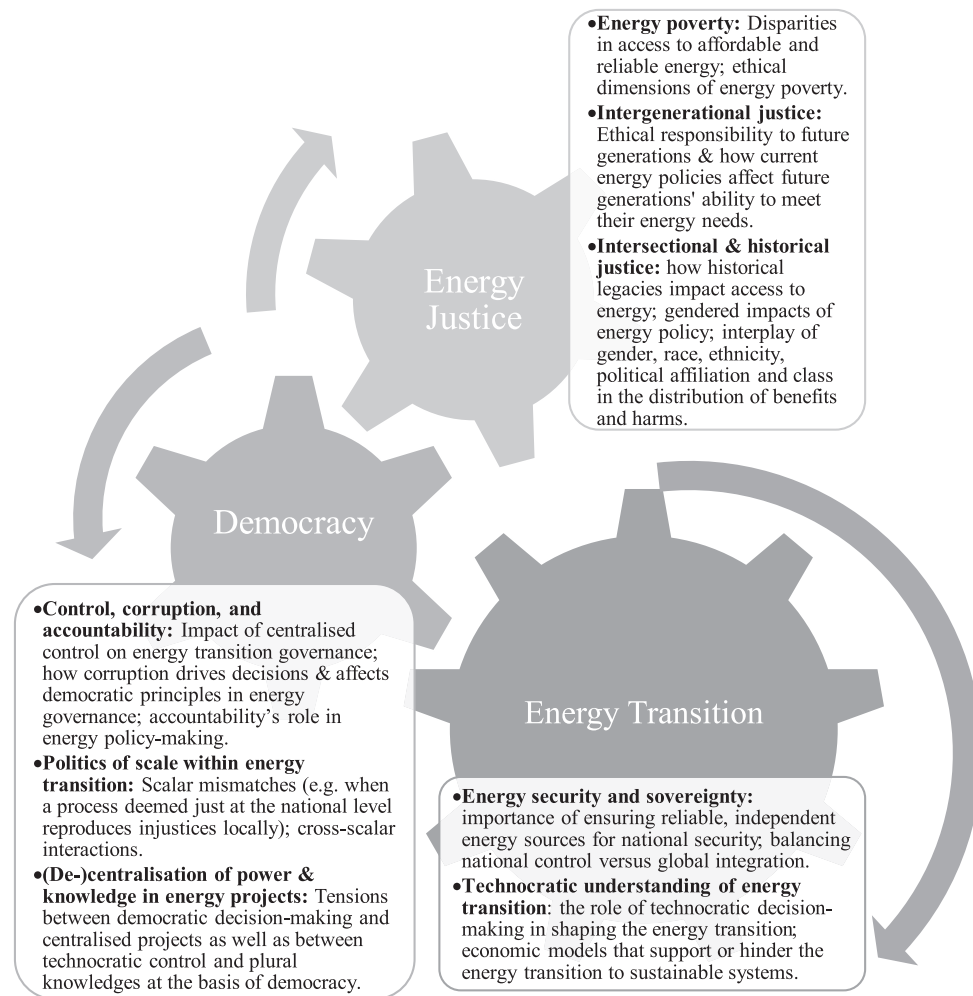 •Energy poverty: Disparities
in access to affordable and
reliable energy; ethical
dimensions of energy poverty.
•Intergenerational justice:
Ethical responsibility to future
generations & how current
energy policies affect future
generations' ability to meet
their energy needs.
•Intersectional & historical
justice: how historical
legacies impact access to
energy; gendered impacts of
energy policy; interplay of
gender, race, ethnicity,
political affiliation and class
in the distribution of benefits
and harms.
Energy
Justice
Democracy
•Control, corruption, and
accountability: Impact of centralised
control on energy transition governance;
how corruption drives decisions & affects
democratic principles in energy
governance; accountability’s role in
energy policy-making.
•Politics of scale within energy
transition: Scalar mismatches (e.g. when
a process deemed just at the national level
reproduces injustices locally); cross-scalar
interactions.
•(De-)centralisation of power &
knowledge in energy projects: Tensions
between democratic decision-making and
centralised projects as well as between
technocratic control and plural
knowledges at the basis of democracy.
Energy Transition
•Energy security and sovereignty:
importance of ensuring reliable, independent
energy sources for national security; balancing
national control versus global integration.
•Technocratic understanding of energy
transition: the role of technocratic decision-
making in shaping the energy transition;
economic models that support or hinder the
energy transition to sustainable systems.